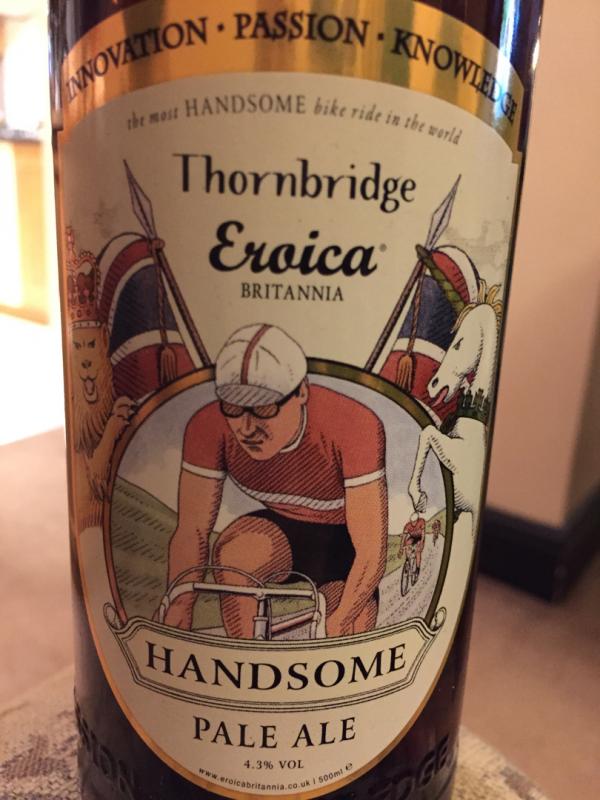 INNOVATION · PASSION · KNOWLEDGE
the most HANDSOME bike ride in the world
Thornbridge
Eroica®
BRITANNIA
HANDSOME
PALE ALE
4.3% VOL
www.eroicabritannia.co.uk | 500ml e